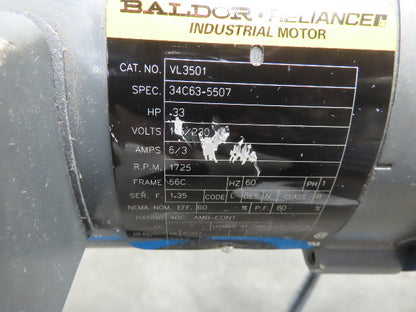 BALDOR • RELIANCE
INDUSTRIAL MOTOR
CAT. NO. VL3501
SPEC. 34C63-5507
HP .33
VOLTS 115/230
AMPS 6/3
R.P.M. 1725
FRAME 56C HZ 60 PH 1
SER. F. 1.35 CODE L DES. N CLASS B
NEMA NOM. EFF. 60 % P.F. 60 %
RATING 40C AMB-CONT